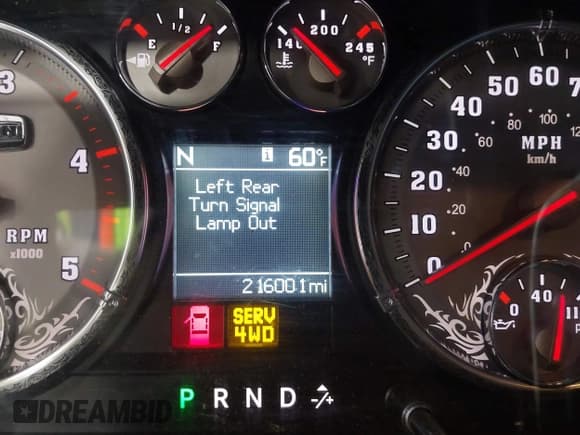 1/2
E F
200
140 245
°F
3
4
5
RPM
x1000
N i 60°F
Left Rear
Turn Signal
Lamp Out
216001mi
SERV
4WD
P R N D -/+
70
60
50
40
30
20
10
0
120
100
80
60
40
20
0
MPH
km/h
0 40
DREAMBID